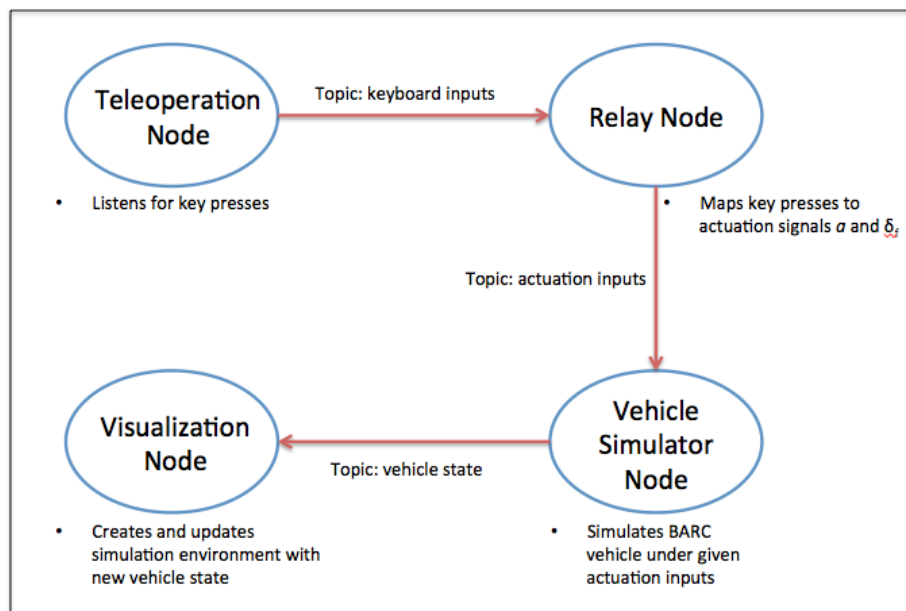 Teleoperation
Node
Topic: keyboard inputs
Relay Node
• Listens for key presses
• Maps key presses to
actuation signals a and δf
Topic: actuation inputs
Visualization
Node
Topic: vehicle state
Vehicle
Simulator
Node
• Creates and updates
simulation environment with
new vehicle state
• Simulates BARC
vehicle under given
actuation inputs